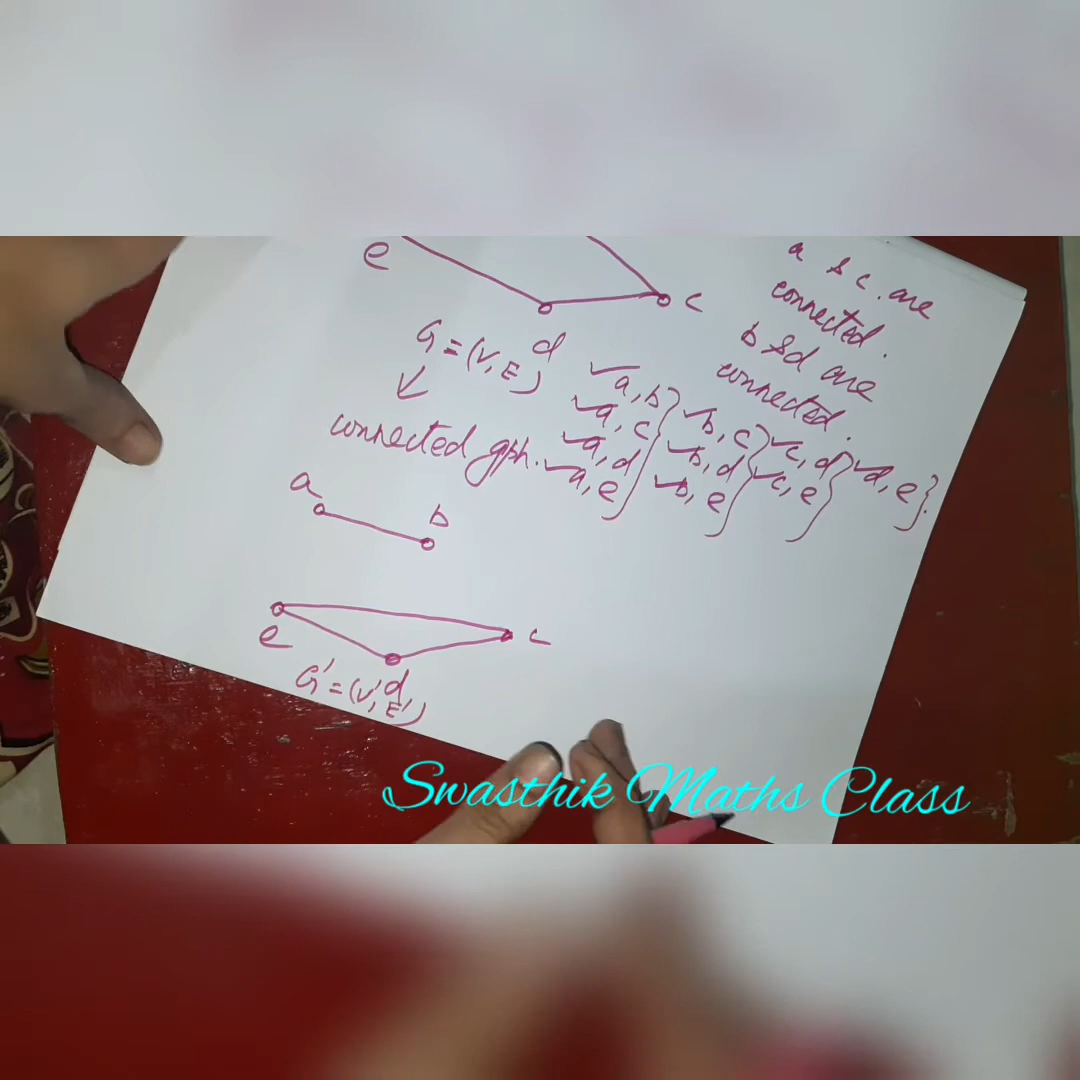 e
c
d
G = (V, E)
connected gph.
a & c. are
connected.
b & d are
connected.
✓a, b } ✓b, c } ✓c, d } ✓d, e }.
✓a, c ✓b, d ✓c, e
✓a, d ✓b, e
✓a, e
a
b
e
c
d
G' = (V', E')
Swasthik Maths Class